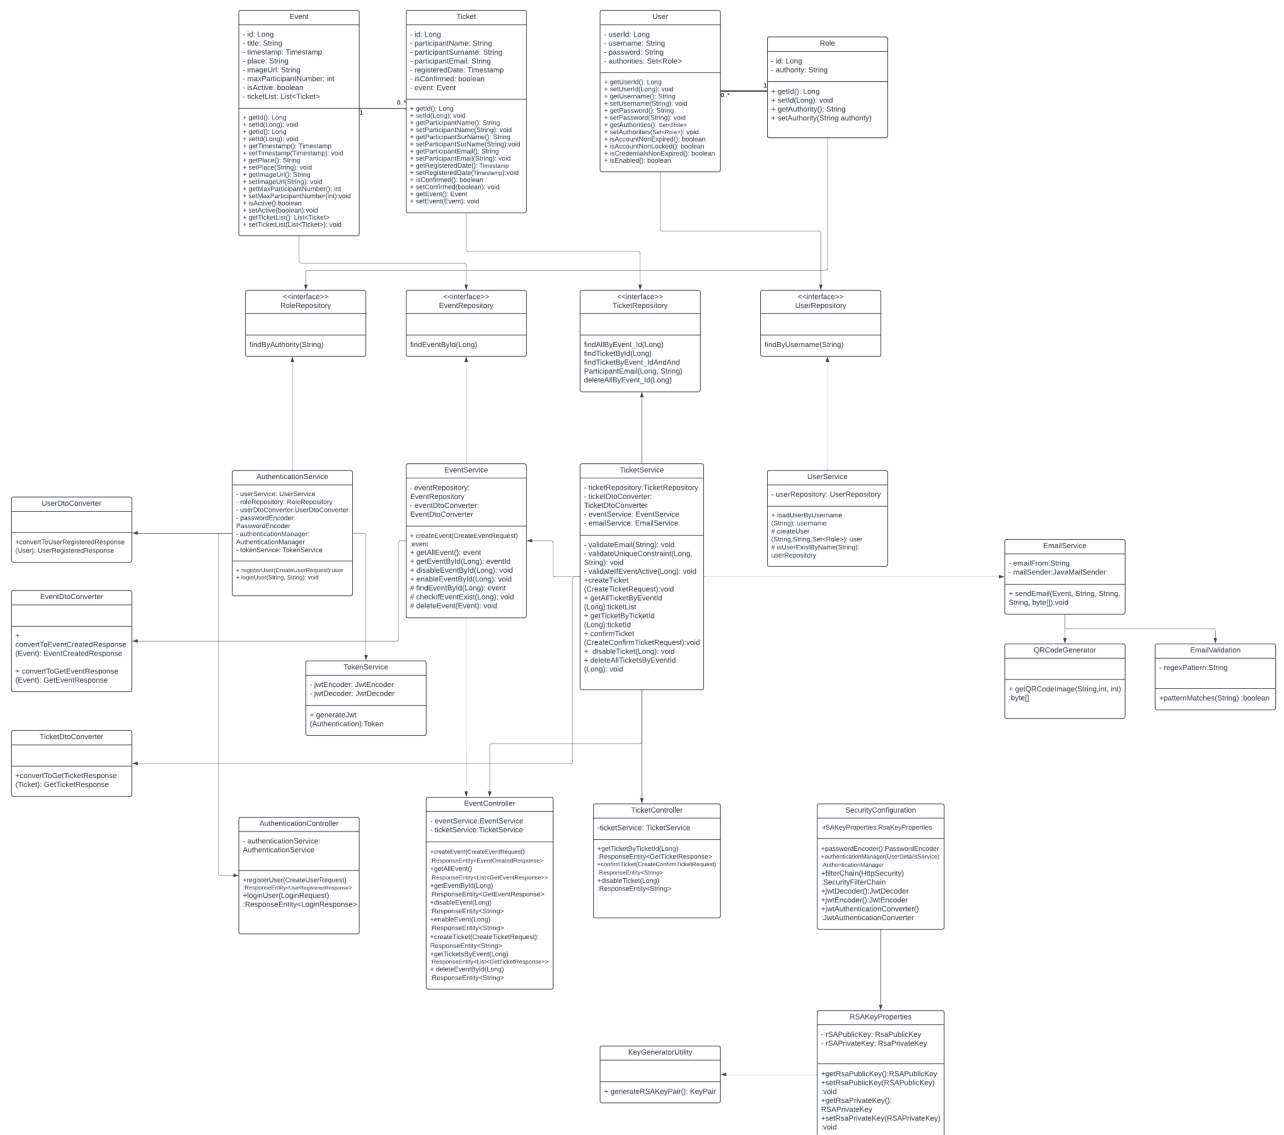 Event
- id: Long
- title: String
- timestamp: Timestamp
- place: String
- imageUrl: String
- maxParticipantNumber: int
- isActive: boolean
- ticketList: List<Ticket>
+ getId(): Long
+ setId(Long): void
+ getId(): Long
+ setId(Long): void
+ getTimestamp(): Timestamp
+ setTimestamp(Timestamp): void
+ getPlace(): String
+ setPlace(String): void
+ getImageUrl(): String
+ setImageUrl(String): void
+ getMaxParticipantNumber(): int
+ setMaxParticipantNumber(int):void
+ isActive():boolean
+ setActive(boolean):void
+ getTicketList(): List<Ticket>
+ setTicketList(List<Ticket>): void
1
0..*
Ticket
- id: Long
- participantName: String
- participantSurname: String
- participantEmail: String
- registeredDate: Timestamp
- isConfirmed: boolean
- event: Event
+ getId(): Long
+ setId(Long): void
+ getParticipantName(): String
+ setParticipantName(String): void
+ getParticipantSurName(): String
+ setParticipantSurName(String):void
+ getParticipantEmail(): String
+ setParticipantEmail(String): void
+ getRegisteredDate(): Timestamp
+ setRegisteredDate(Timestamp):void
+ isConfirmed(): boolean
+ setConfirmed(boolean): void
+ getEvent(): Event
+ setEvent(Event): void
User
- userId: Long
- username: String
- password: String
- authorities: Set<Role>
+ getUserId(): Long
+ setUserId(Long): void
+ getUsername(): String
+ setUsername(String): void
+ getPassword(): String
+ setPassword(String): void
+ getAuthorities(): Set<Role>
+ setAuthorities(Set<Role>): void
+ isAccountNonExpired(): boolean
+ isAccountNonLocked(): boolean
+ isCredentialsNonExpired(): boolean
+ isEnabled(): boolean
0..*
1
Role
- id: Long
- authority: String
+ getId(): Long
+ setId(Long): void
+ getAuthority(): String
+ setAuthority(String authority)
<<interface>>
RoleRepository
findByAuthority(String)
<<interface>>
EventRepository
findEventById(Long)
<<interface>>
TicketRepository
findAllByEvent_Id(Long)
findTicketById(Long)
findTicketByEvent_IdAndAnd
ParticipantEmail(Long, String)
deleteAllByEvent_Id(Long)
<<interface>>
UserRepository
findByUsername(String)
UserDtoConverter
+convertToUserRegisteredResponse
(User): UserRegisteredResponse
AuthenticationService
- userService: UserService
- roleRepository: RoleRepository
- userDtoConverter:UserDtoConverter
- passwordEncoder:
PasswordEncoder
- authenticationManager:
AuthenticationManager
- tokenService: TokenService
+ registerUser(CreateUserRequest):user
+ loginUser(String, String): void
EventService
- eventRepository:
EventRepository
- eventDtoConverter:
EventDtoConverter
+ createEvent(CreateEventRequest)
:event
+ getAllEvent(): event
+ getEventById(Long): eventId
+ disableEventById(Long): void
+ enableEventById(Long): void
# findEventById(Long): event
# checkIfEventExist(Long): void
# deleteEvent(Event): void
TicketService
- ticketRepository:TicketRepository
- ticketDtoConverter:
TicketDtoConverter
- eventService: EventService
- emailService: EmailService
- validateEmail(String): void
- validateUniqueConstraint(Long,
String): void
- validateIfEventActive(Long): void
+createTicket
(CreateTicketRequest):void
+ getAllTicketByEventId
(Long):ticketList
+ getTicketByTicketId
(Long):ticketId
+ confirmTicket
(CreateConfirmTicketRequest):void
+ disableTicket(Long): void
+ deleteAllTicketsByEventId
(Long): void
UserService
- userRepository: UserRepository
+ loadUserByUsername
(String): username
# createUser
(String,String,Set<Role>): user
# isUserExistByName(String):
userRepository
EmailService
- emailFrom:String
- mailSender:JavaMailSender
+ sendEmail(Event, String, String,
String, byte[]):void
EventDtoConverter
+
convertToEventCreatedResponse
(Event): EventCreatedResponse
+ convertToGetEventResponse
(Event): GetEventResponse
TokenService
- jwtEncoder: JwtEncoder
- jwtDecoder: JwtDecoder
+ generateJwt
(Authentication):Token
QRCodeGenerator
+ getQRCodeImage(String,int, int)
:byte[]
EmailValidation
- regexPattern:String
+patternMatches(String) :boolean
TicketDtoConverter
+convertToGetTicketResponse
(Ticket): GetTicketResponse
AuthenticationController
- authenticationService:
AuthenticationService
+registerUser(CreateUserRequest)
:ResponseEntity<UserRegisteredResponse>
+loginUser(LoginRequest)
:ResponseEntity<LoginResponse>
EventController
- eventService:EventService
- ticketService:TicketService
+createEvent(CreateEventRequest)
:ResponseEntity<EventCreatedResponse>
+getAllEvent()
:ResponseEntity<List<GetEventResponse>>
+getEventById(Long)
:ResponseEntity<GetEventResponse>
+disableEvent(Long)
:ResponseEntity<String>
+enableEvent(Long)
:ResponseEntity<String>
+createTicket(CreateTicketRequest):
ResponseEntity<String>
+getTicketsByEvent(Long)
:ResponseEntity<List<GetTicketResponse>>
+ deleteEventById(Long)
:ResponseEntity<String>
TicketController
-ticketService: TicketService
+getTicketByTicketId(Long)
:ResponseEntity<GetTicketResponse>
+confirmTicket(CreateConfirmTicketRequest)
:ResponseEntity<String>
+disableTicket(Long)
:ResponseEntity<String>
SecurityConfiguration
-rSAKeyProperties:RsaKeyProperties
+passwordEncoder():PasswordEncoder
+authenticationManager(UserDetailsService)
:AuthenticationManager
+filterChain(HttpSecurity)
:SecurityFilterChain
+jwtDecoder():JwtDecoder
+jwtEncoder():JwtEncoder
+jwtAuthenticationConverter()
:JwtAuthenticationConverter
KeyGeneratorUtility
+ generateRSAKeyPair(): KeyPair
RSAKeyProperties
- rSAPublicKey: RsaPublicKey
- rSAPrivateKey: RsaPrivateKey
+getRsaPublicKey():RSAPublicKey
+setRsaPublicKey(RSAPublicKey)
:void
+getRsaPrivateKey():
RSAPrivateKey
+setRsaPrivateKey(RSAPrivateKey)
:void